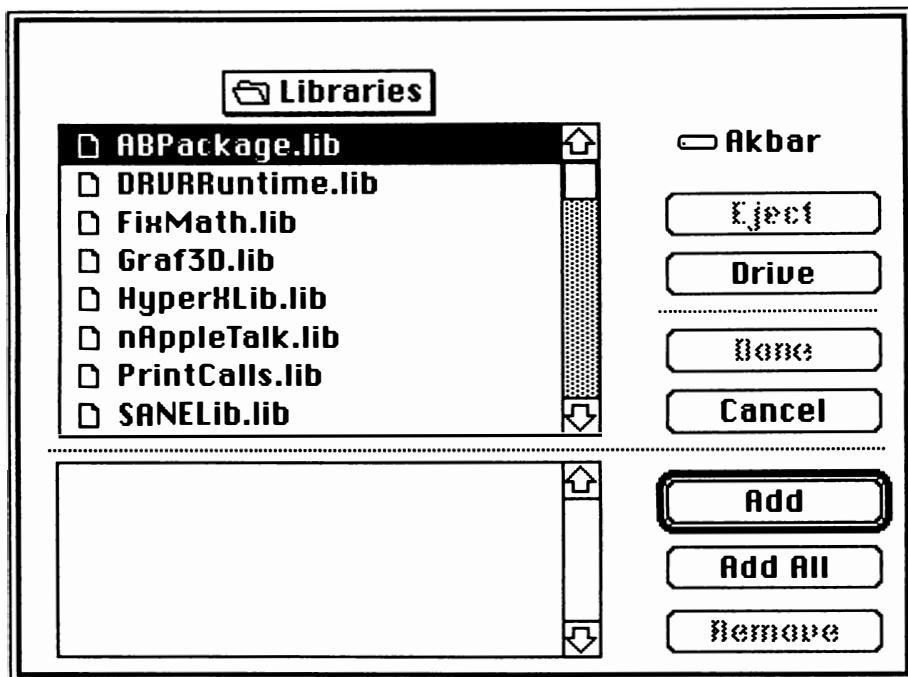 Libraries
ABPackage.lib
DRVRRuntime.lib
FixMath.lib
Graf3D.lib
HyperXLib.lib
nAppleTalk.lib
PrintCalls.lib
SANELib.lib
Akbar
Eject
Drive
Done
Cancel
Add
Add All
Remove